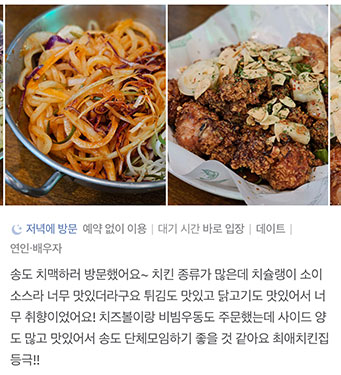 저녁에 방문 예약 없이 이용 | 대기 시간 바로 입장 | 데이트 |
연인·배우자
송도 치맥하러 방문했어요~ 치킨 종류가 많은데 치슐랭이 소이
소스라 너무 맛있더라구요 튀김도 맛있고 닭고기도 맛있어서 너
무 취향이었어요! 치즈볼이랑 비빔우동도 주문했는데 사이드 양
도 많고 맛있어서 송도 단체모임하기 좋을 것 같아요 최애치킨집
등극!!